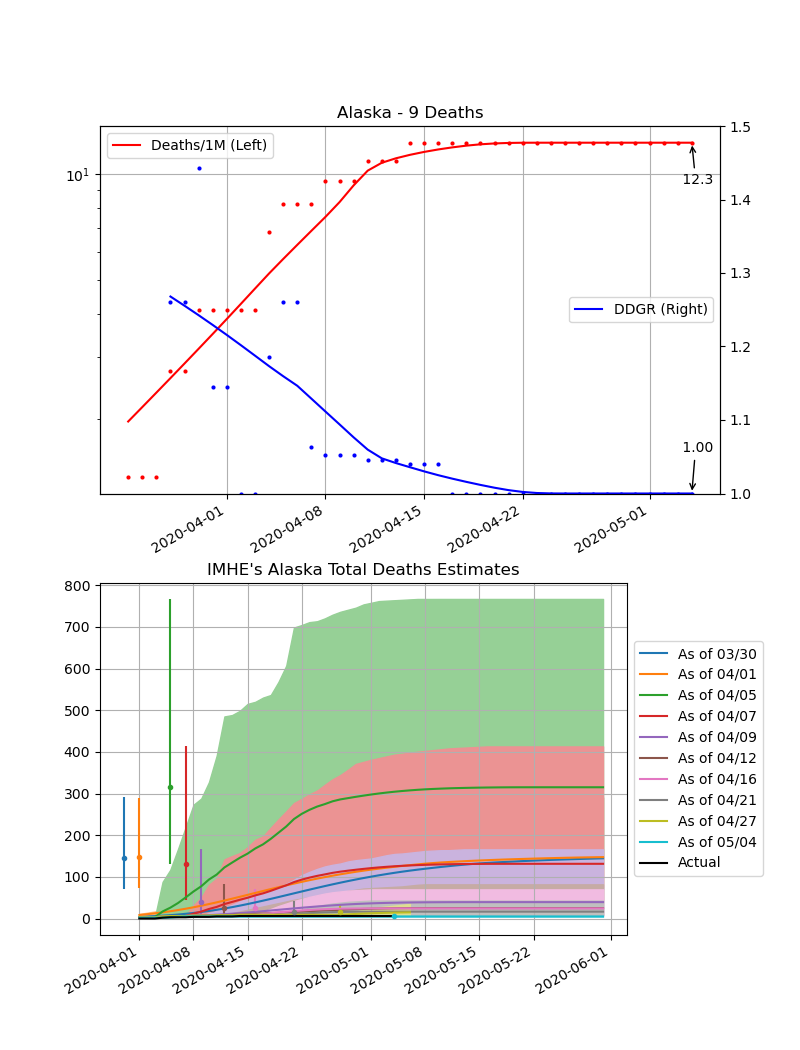 Alaska - 9 Deaths
Deaths/1M (Left)
10¹
12.3
DDGR (Right)
1.00
1.5
1.4
1.3
1.2
1.1
1.0
2020-04-01
2020-04-08
2020-04-15
2020-04-22
2020-05-01
IMHE's Alaska Total Deaths Estimates
800
700
600
500
400
300
200
100
0
As of 03/30
As of 04/01
As of 04/05
As of 04/07
As of 04/09
As of 04/12
As of 04/16
As of 04/21
As of 04/27
As of 05/04
Actual
2020-04-01
2020-04-08
2020-04-15
2020-04-22
2020-05-01
2020-05-08
2020-05-15
2020-05-22
2020-06-01